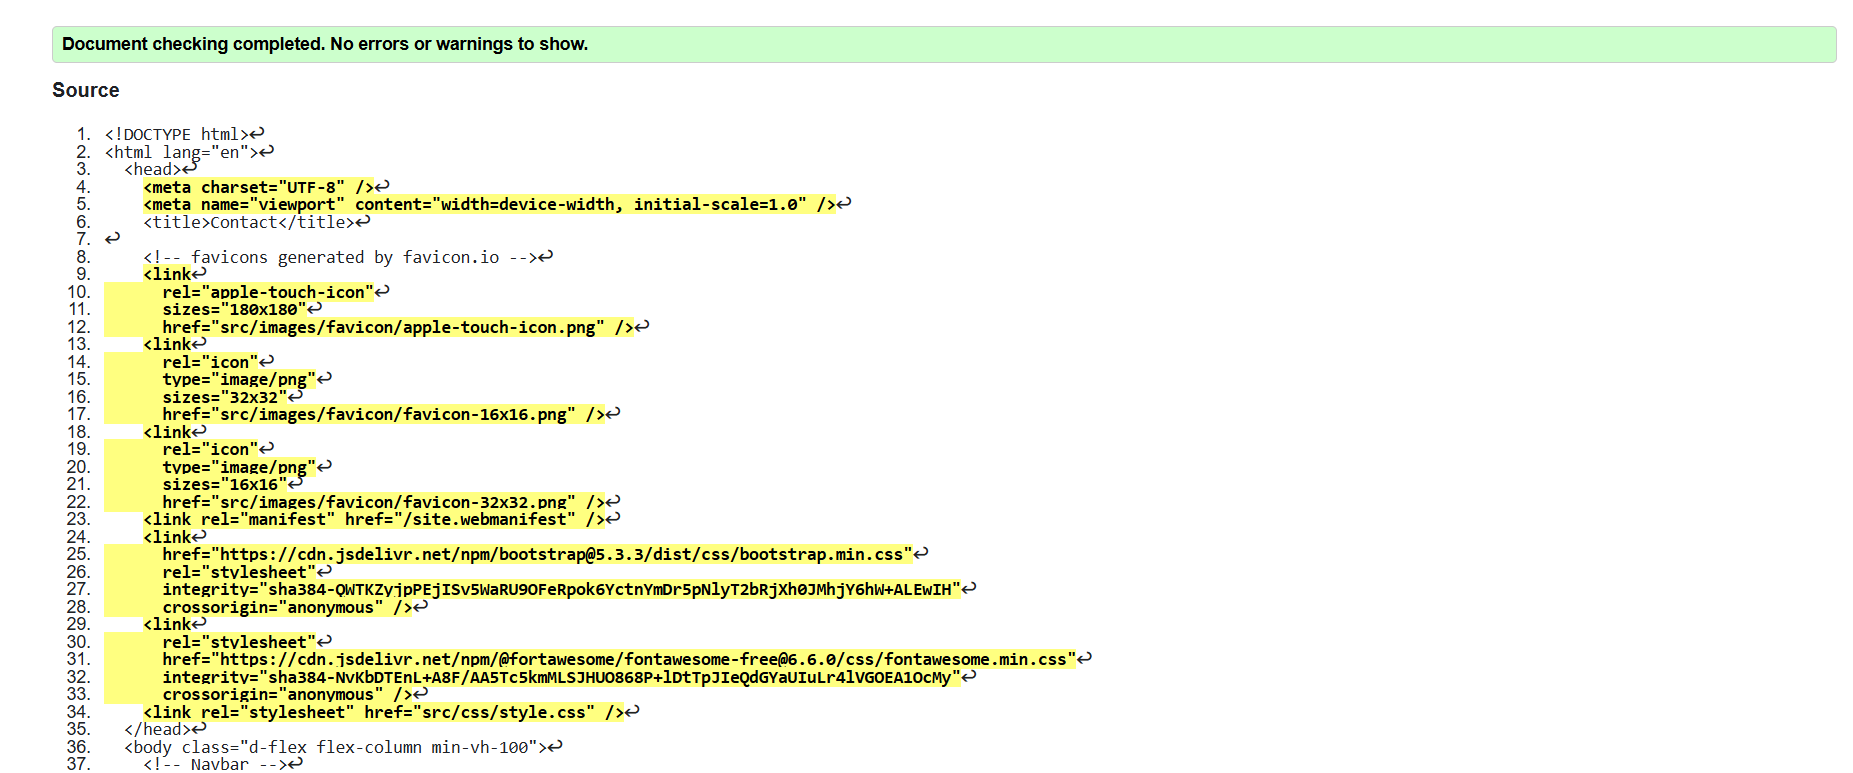 Document checking completed. No errors or warnings to show.
Source
1. <!DOCTYPE html>↩
2. <html lang="en">↩
3. <head>↩
4. <meta charset="UTF-8" />↩
5. <meta name="viewport" content="width=device-width, initial-scale=1.0" />↩
6. <title>Contact</title>↩
7. ↩
8. <!-- favicons generated by favicon.io -->↩
9. <link↩
10. rel="apple-touch-icon"↩
11. sizes="180x180"↩
12. href="src/images/favicon/apple-touch-icon.png" />↩
13. <link↩
14. rel="icon"↩
15. type="image/png"↩
16. sizes="32x32"↩
17. href="src/images/favicon/favicon-16x16.png" />↩
18. <link↩
19. rel="icon"↩
20. type="image/png"↩
21. sizes="16x16"↩
22. href="src/images/favicon/favicon-32x32.png" />↩
23. <link rel="manifest" href="/site.webmanifest" />↩
24. <link↩
25. href="https://cdn.jsdelivr.net/npm/bootstrap@5.3.3/dist/css/bootstrap.min.css"↩
26. rel="stylesheet"↩
27. integrity="sha384-QWTKZyjpPEjISv5WaRU9OFeRpok6YctnYmDr5pNlyT2bRjXh0JMhjY6hW+ALEwIH"↩
28. crossorigin="anonymous" />↩
29. <link↩
30. rel="stylesheet"↩
31. href="https://cdn.jsdelivr.net/npm/@fortawesome/fontawesome-free@6.6.0/css/fontawesome.min.css"↩
32. integrity="sha384-NvKbDTEnL+A8F/AA5Tc5kmMLSJHUO868P+lDtTpJIeQdGYaUIuLr4lVGOEA1OcMy"↩
33. crossorigin="anonymous" />↩
34. <link rel="stylesheet" href="src/css/style.css" />↩
35. </head>↩
36. <body class="d-flex flex-column min-vh-100">↩
37. <!-- Navbar -->↩